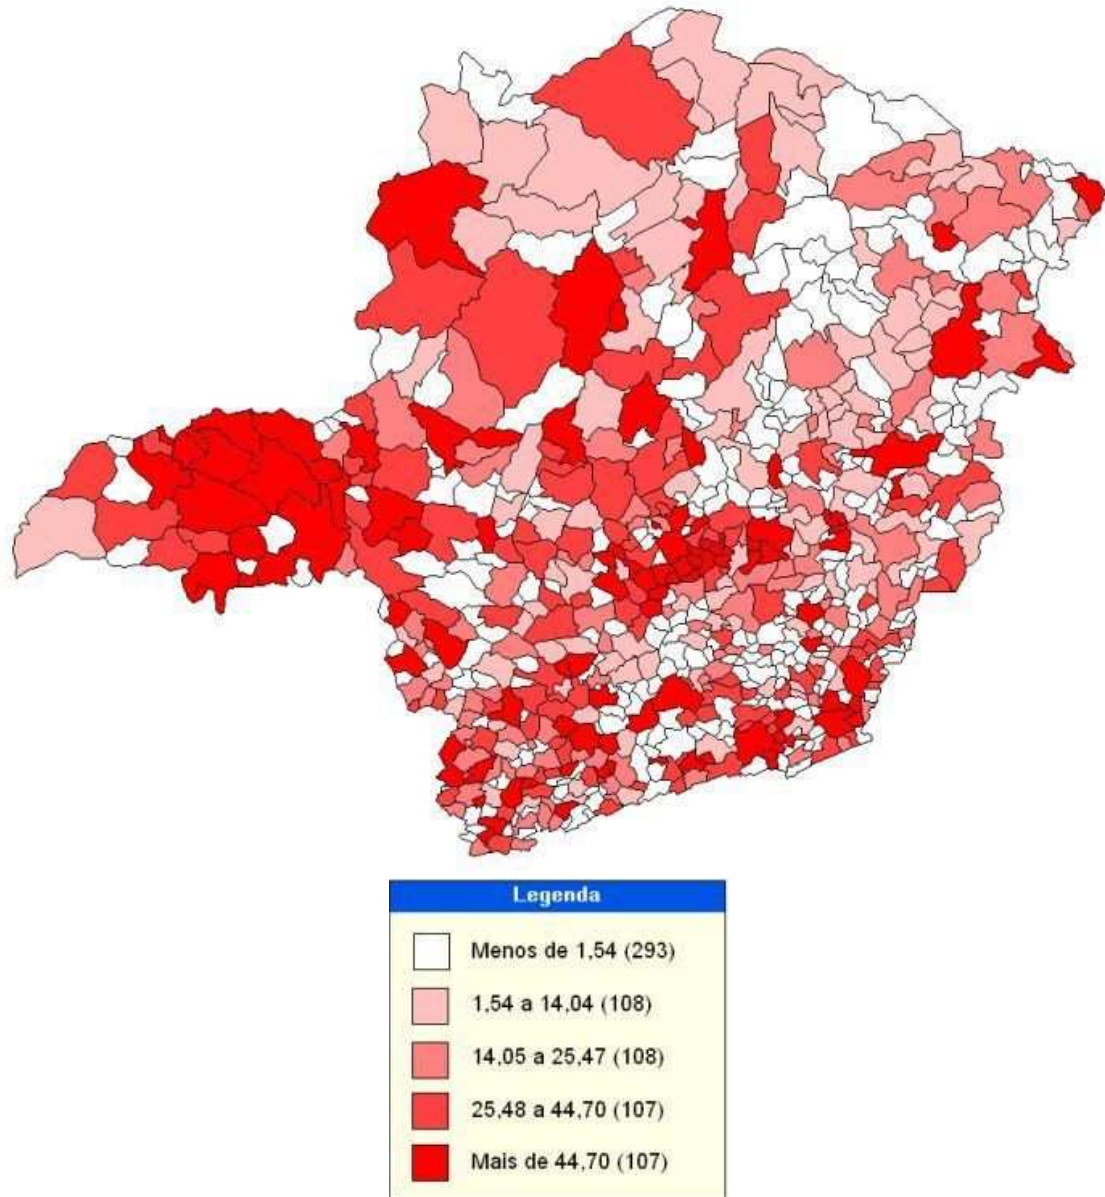 Legenda
Menos de 1,54 (293)
1,54 a 14,04 (108)
14,05 a 25,47 (108)
25,48 a 44,70 (107)
Mais de 44,70 (107)